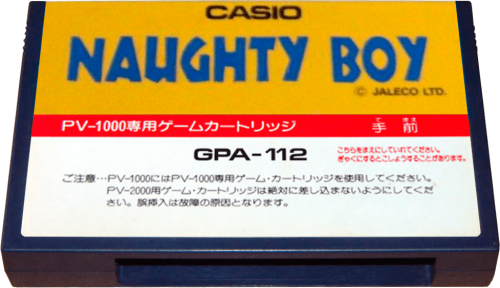 CASIO
NAUGHTY BOY
© JALECO LTD.
PV-1000専用ゲームカートリッジ 手前
て まえ
GPA-112
こちらをまえにしていれてください。
ぎゃくにするとこしょうすることがあります。
ご注意…PV-1000にはPV-1000専用ゲーム・カートリッジを使用してください。
PV-2000用ゲーム・カートリッジは絶対に差し込まないようにしてくだ
さい。誤挿入は故障の原因となります。